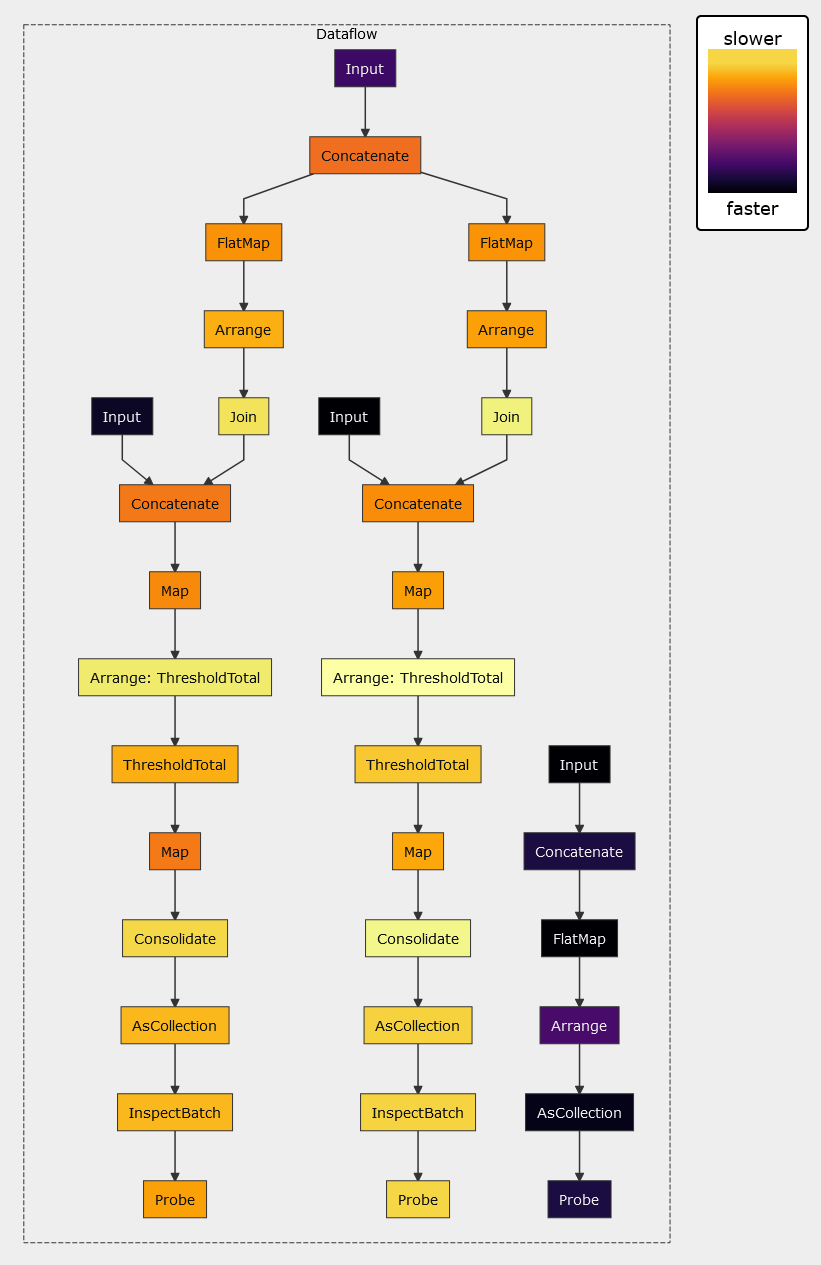 Dataflow
slower
faster
Input
Concatenate
FlatMap
FlatMap
Arrange
Arrange
Input
Join
Input
Join
Concatenate
Concatenate
Map
Map
Arrange: ThresholdTotal
Arrange: ThresholdTotal
ThresholdTotal
ThresholdTotal
Input
Map
Map
Concatenate
Consolidate
Consolidate
FlatMap
AsCollection
AsCollection
Arrange
InspectBatch
InspectBatch
AsCollection
Probe
Probe
Probe